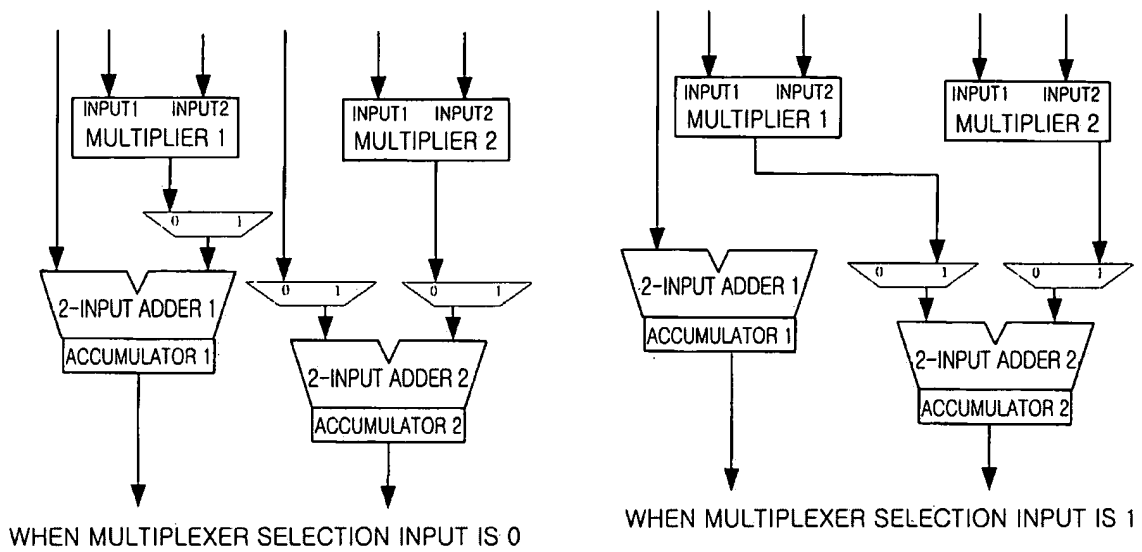 INPUT1 INPUT2
MULTIPLIER 1
INPUT1 INPUT2
MULTIPLIER 2
0 1
0 1
0 1
2-INPUT ADDER 1
ACCUMULATOR 1
2-INPUT ADDER 2
ACCUMULATOR 2
WHEN MULTIPLEXER SELECTION INPUT IS 0
INPUT1 INPUT2
MULTIPLIER 1
INPUT1 INPUT2
MULTIPLIER 2
0 1
0 1
2-INPUT ADDER 1
ACCUMULATOR 1
2-INPUT ADDER 2
ACCUMULATOR 2
WHEN MULTIPLEXER SELECTION INPUT IS 1